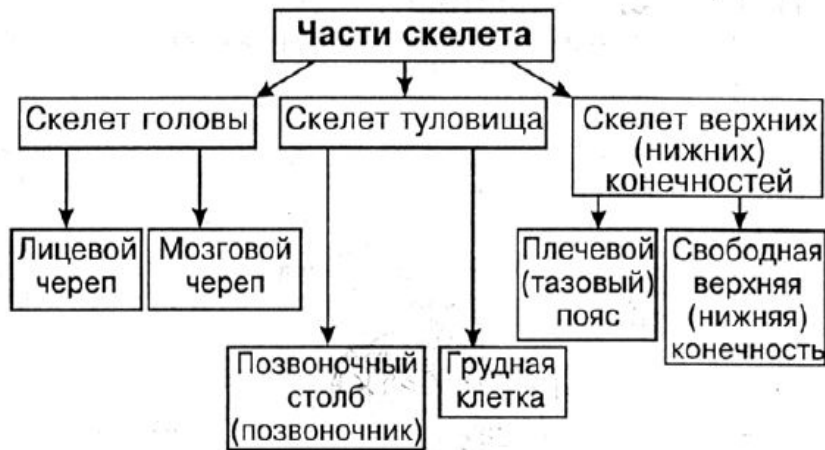 Части скелета
Скелет головы
Скелет туловища
Скелет верхних
(нижних)
конечностей
Лицевой
череп
Мозговой
череп
Плечевой
(тазовый)
пояс
Свободная
верхняя
(нижняя)
конечность
Позвоночный
столб
(позвоночник)
Грудная
клетка